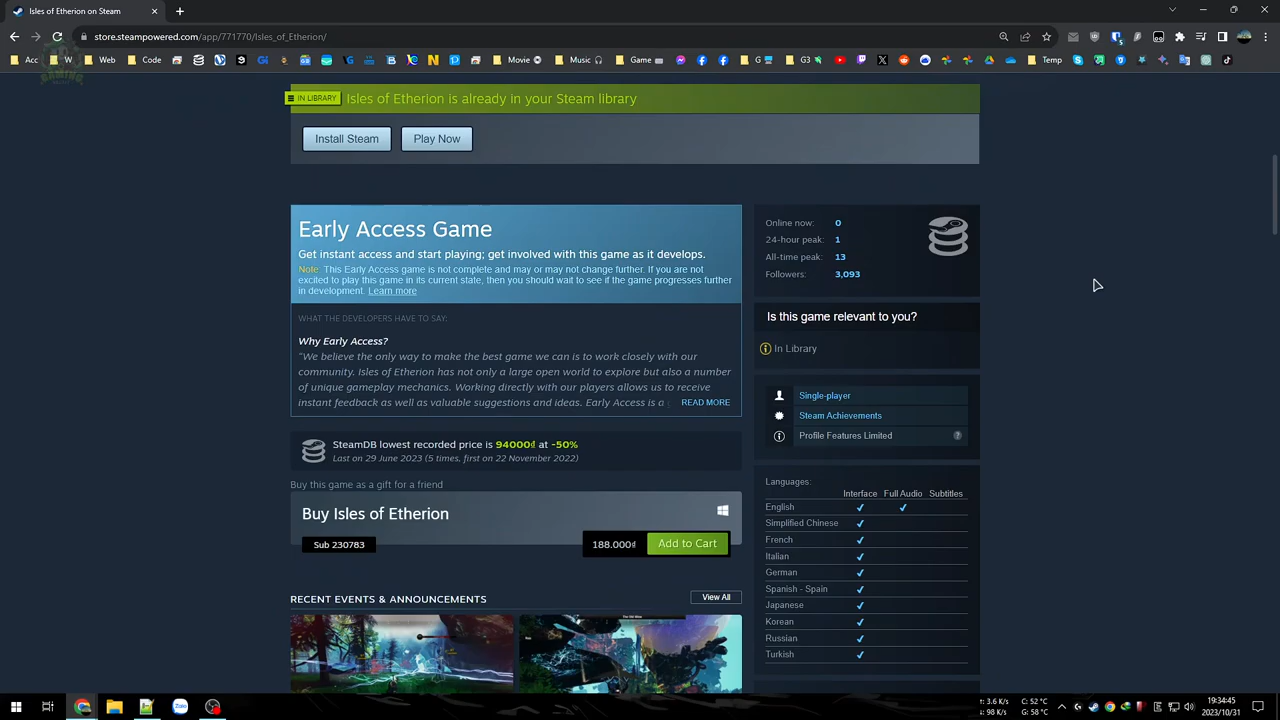 Isles of Etherion on Steam
store.steampowered.com/app/771770/Isles_of_Etherion/
Acc
W
Web
Code
G
Movie
Music
Game
G
G3
Temp
GAMING
IN LIBRARY
Isles of Etherion is already in your Steam library
Install Steam
Play Now
Early Access Game
Get instant access and start playing; get involved with this game as it develops.
Note: This Early Access game is not complete and may or may not change further. If you are
not excited to play this game in its current state, then you should wait to see if the game progresses further
in development. Learn more
WHAT THE DEVELOPERS HAVE TO SAY:
Why Early Access?
“We believe the only way to make the best game we can is to work closely with our
community. Isles of Etherion has not only a large open world to explore but also a number
of unique gameplay mechanics. Working directly with our players allows us to receive
instant feedback as well as valuable suggestions and ideas. Early Access is a
READ MORE
SteamDB lowest recorded price is 94000₫ at -50%
Last on 29 June 2023 (5 times, first on 22 November 2022)
Buy this game as a gift for a friend
Buy Isles of Etherion
Sub 230783
188.000₫
Add to Cart
RECENT EVENTS & ANNOUNCEMENTS
View All
Online now: 0
24-hour peak: 1
All-time peak: 13
Followers: 3,093
Is this game relevant to you?
In Library
Single-player
Steam Achievements
Profile Features Limited
?
Languages:
Interface Full Audio Subtitles
English
Simplified Chinese
French
Italian
German
Spanish - Spain
Japanese
Korean
Russian
Turkish
Zalo
3.6 K/s
98 K/s
C: 52 °C
G: 58 °C
19:34:45
2023/10/31